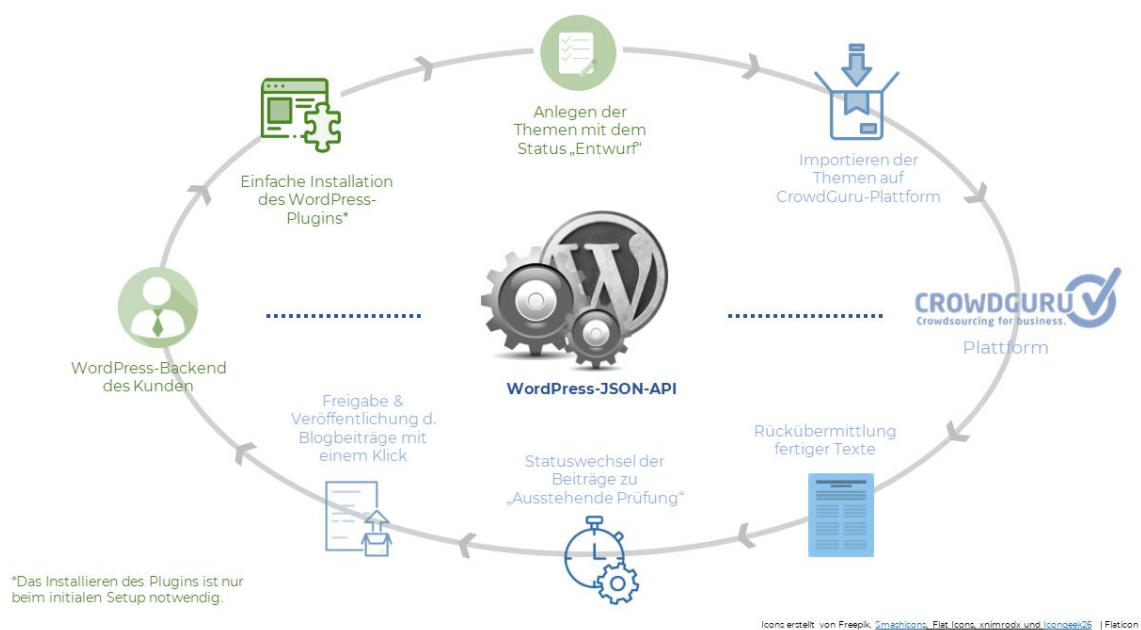 Anlegen der
Themen mit dem
Status „Entwurf“
Importieren der
Themen auf
CrowdGuru-Plattform
Einfache Installation
des WordPress-
Plugins*
CROWDGURU
Crowdsourcing for business.
Plattform
WordPress-Backend
des Kunden
WordPress-JSON-API
Freigabe &
Veröffentlichung d.
Blogbeiträge mit
einem Klick
Rückübermittlung
fertiger Texte
Statuswechsel der
Beiträge zu
„Ausstehende Prüfung“
*Das Installieren des Plugins ist nur
beim initialen Setup notwendig.
Icons erstellt von Freepik, Smashicons, Flat Icons, xnimrodx und Icongeek26 | Flaticon